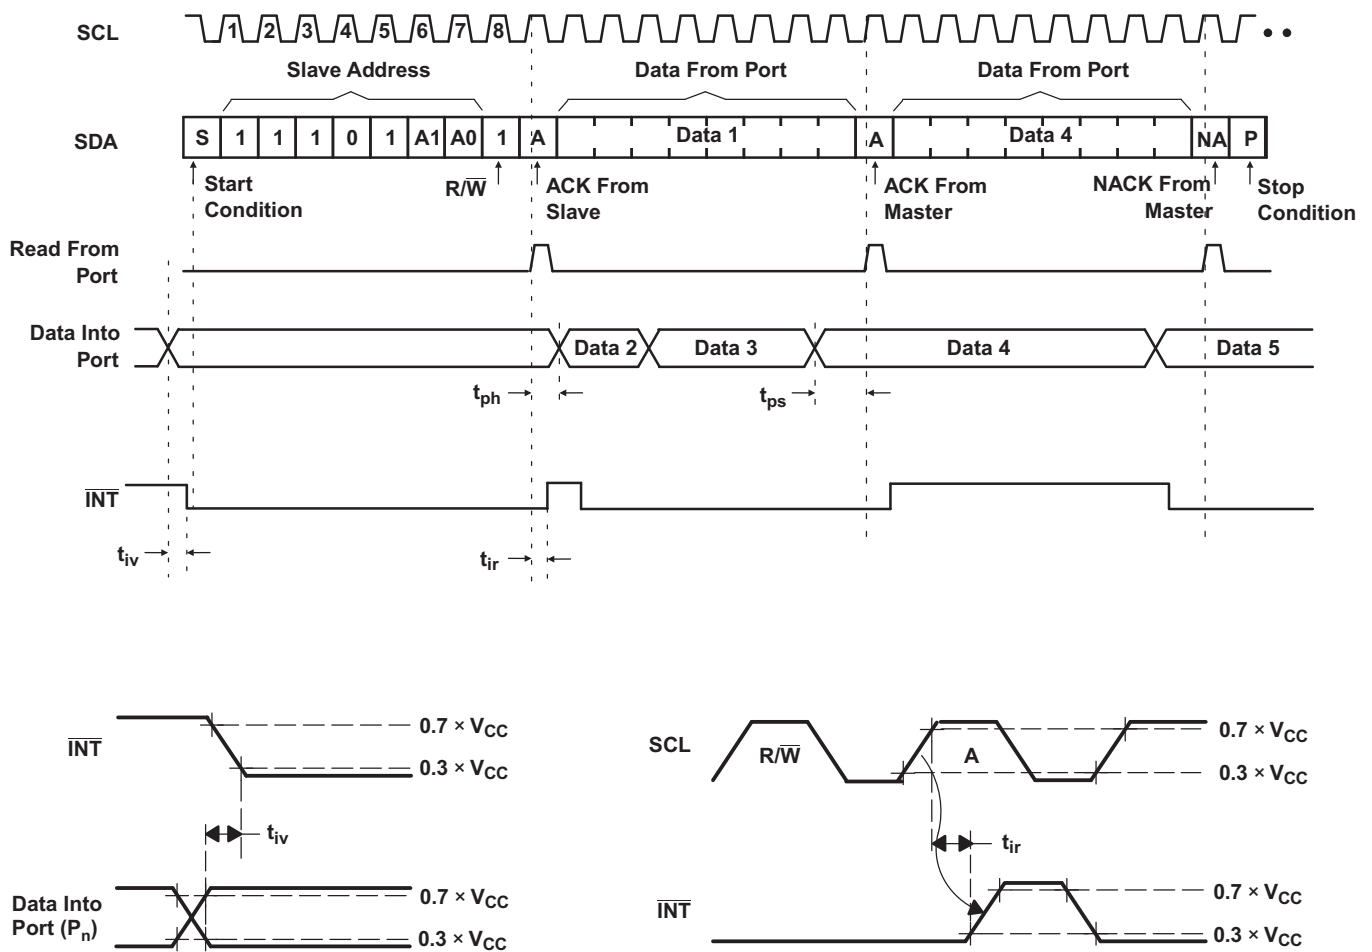 SCL 1 2 3 4 5 6 7 8
Slave Address Data From Port Data From Port
SDA S 1 1 1 0 1 A1 A0 1 A Data 1 A Data 4 NA P
Start Condition
R/W̅
ACK From Slave
ACK From Master
NACK From Master
Stop Condition
Read From Port
Data Into Port
Data 2 Data 3 Data 4 Data 5
tph tps
I̅N̅T̅
tiv tir
I̅N̅T̅
0.7 × VCC
0.3 × VCC
tiv
Data Into Port (Pn)
0.7 × VCC
0.3 × VCC
SCL R/W̅ A
0.7 × VCC
0.3 × VCC
tir
I̅N̅T̅
0.7 × VCC
0.3 × VCC